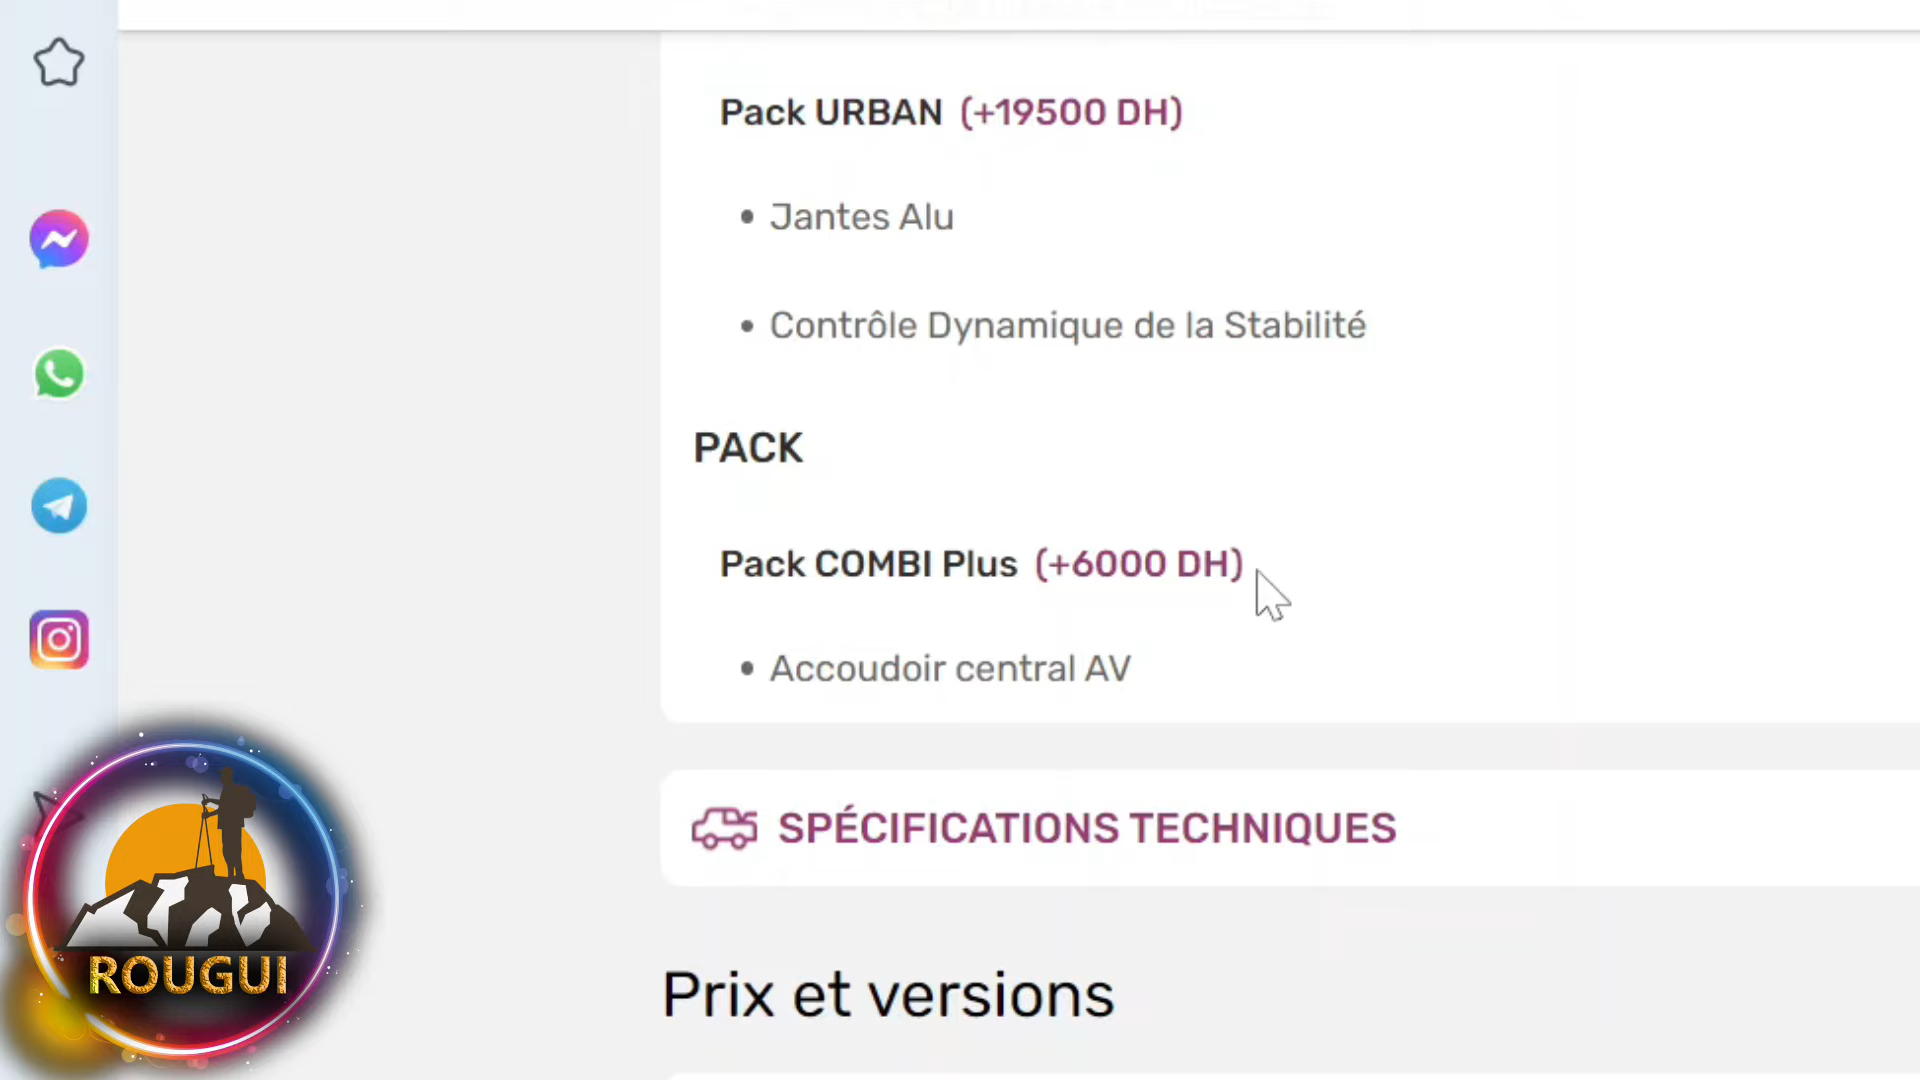 Pack URBAN (+19500 DH)
• Jantes Alu
• Contrôle Dynamique de la Stabilité
PACK
Pack COMBI Plus (+6000 DH)
• Accoudoir central AV
SPÉCIFICATIONS TECHNIQUES
ROUGUI
Prix et versions